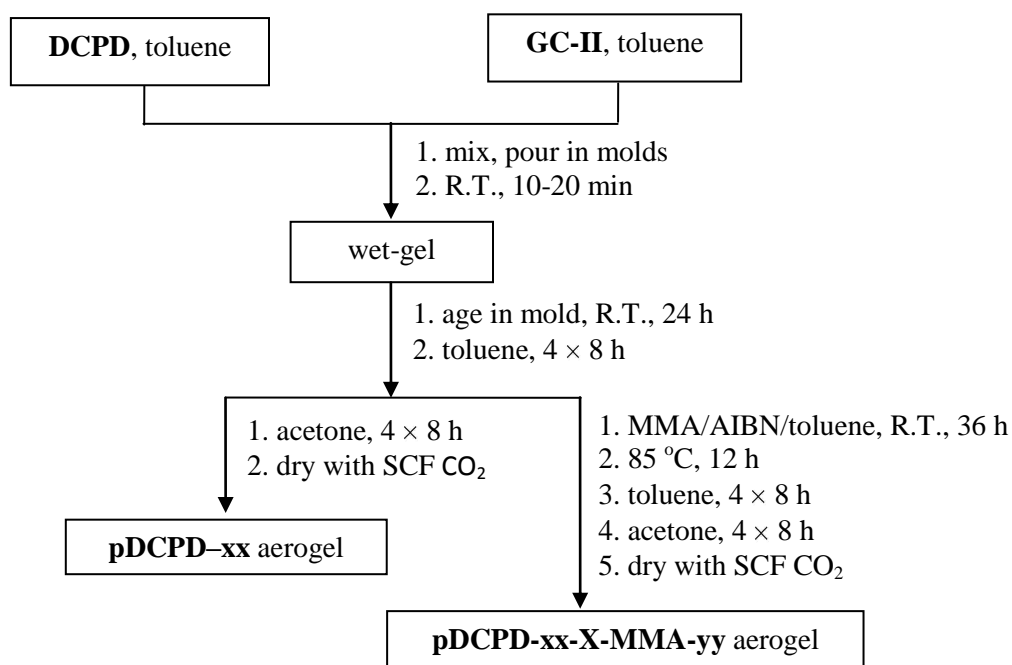 DCPD, toluene
GC-II, toluene
1. mix, pour in molds
2. R.T., 10-20 min
wet-gel
1. age in mold, R.T., 24 h
2. toluene, 4 × 8 h
1. acetone, 4 × 8 h
2. dry with SCF CO₂
pDCPD–xx aerogel
1. MMA/AIBN/toluene, R.T., 36 h
2. 85 °C, 12 h
3. toluene, 4 × 8 h
4. acetone, 4 × 8 h
5. dry with SCF CO₂
pDCPD-xx-X-MMA-yy aerogel